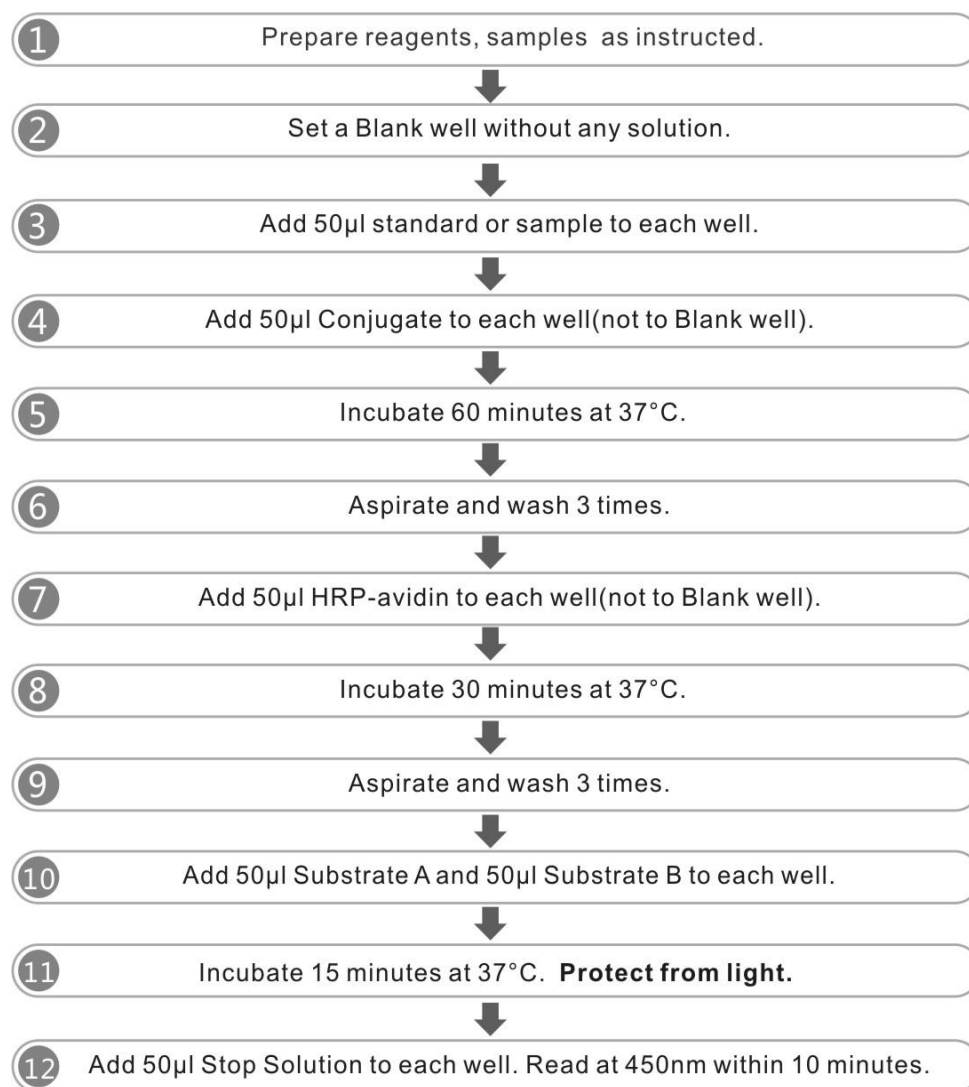 1 Prepare reagents, samples as instructed.
2 Set a Blank well without any solution.
3 Add 50μl standard or sample to each well.
4 Add 50μl Conjugate to each well(not to Blank well).
5 Incubate 60 minutes at 37°C.
6 Aspirate and wash 3 times.
7 Add 50μl HRP-avidin to each well(not to Blank well).
8 Incubate 30 minutes at 37°C.
9 Aspirate and wash 3 times.
10 Add 50μl Substrate A and 50μl Substrate B to each well.
11 Incubate 15 minutes at 37°C. Protect from light.
12 Add 50μl Stop Solution to each well. Read at 450nm within 10 minutes.